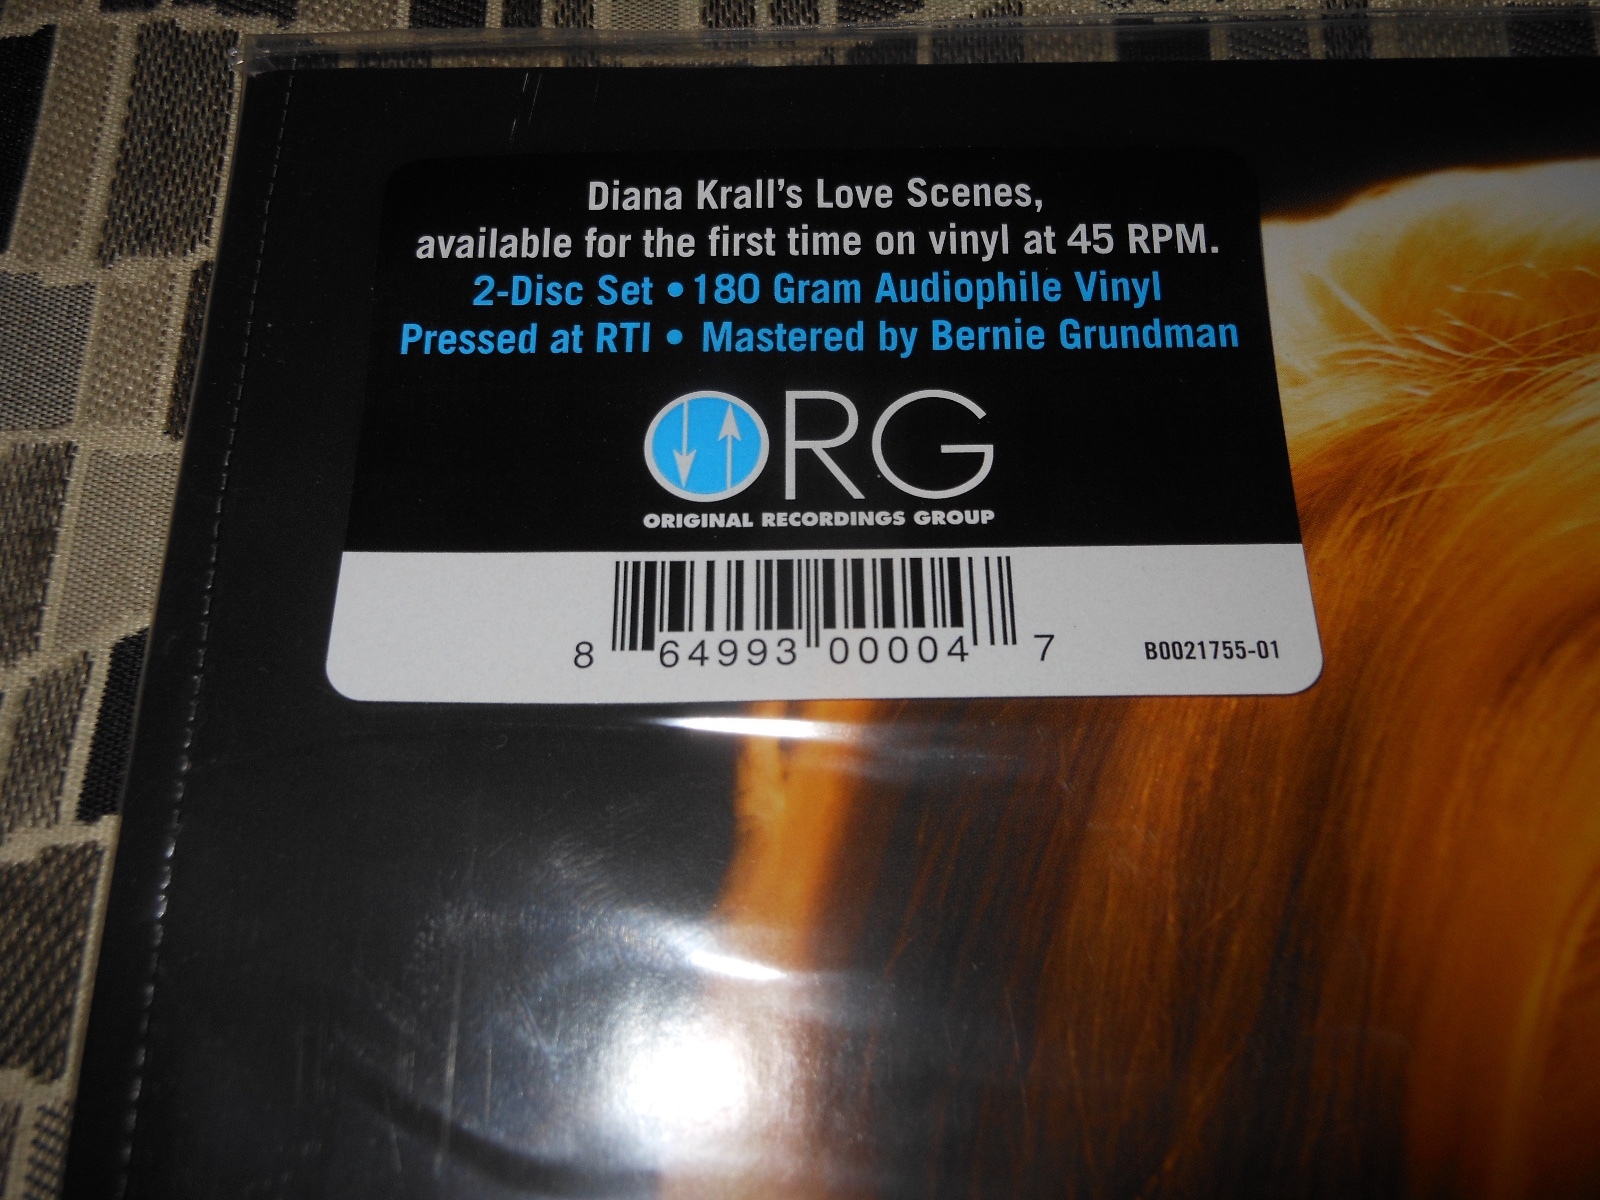 Diana Krall's Love Scenes,
available for the first time on vinyl at 45 RPM.
2-Disc Set • 180 Gram Audiophile Vinyl
Pressed at RTI • Mastered by Bernie Grundman
ORG
ORIGINAL RECORDINGS GROUP
8 64993 00004 7
B0021755-01